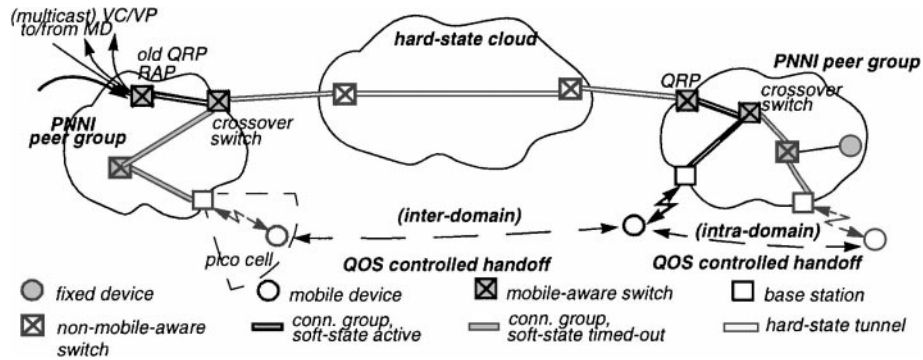 (multicast) VC/VP
to/from MD
old QRP
RAP
hard-state cloud
PNNI peer group
QRP
crossover
switch
crossover
switch
PNNI
peer group
(inter-domain)
(intra-domain)
pico cell
QOS controlled handoff
QOS controlled handoff
fixed device
mobile device
mobile-aware switch
base station
non-mobile-aware
switch
conn. group,
soft-state active
conn. group,
soft-state timed-out
hard-state tunnel